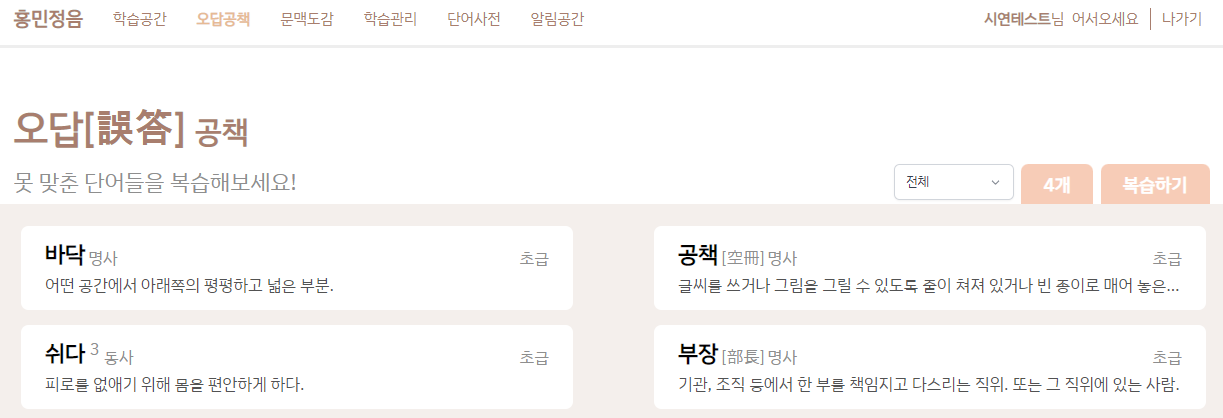 홍민정음 학습공간 오답공책 문맥도감 학습관리 단어사전 알림공간 시연테스트님 어서오세요 나가기
오답[誤答] 공책
못 맞춘 단어들을 복습해보세요!
전체 4개 복습하기
바닥 명사 초급
어떤 공간에서 아래쪽의 평평하고 넓은 부분.
공책 [空冊] 명사 초급
글씨를 쓰거나 그림을 그릴 수 있도록 줄이 쳐져 있거나 빈 종이로 매어 놓은...
쉬다 3 동사 초급
피로를 없애기 위해 몸을 편안하게 하다.
부장 [部長] 명사 초급
기관, 조직 등에서 한 부를 책임지고 다스리는 직위. 또는 그 직위에 있는 사람.